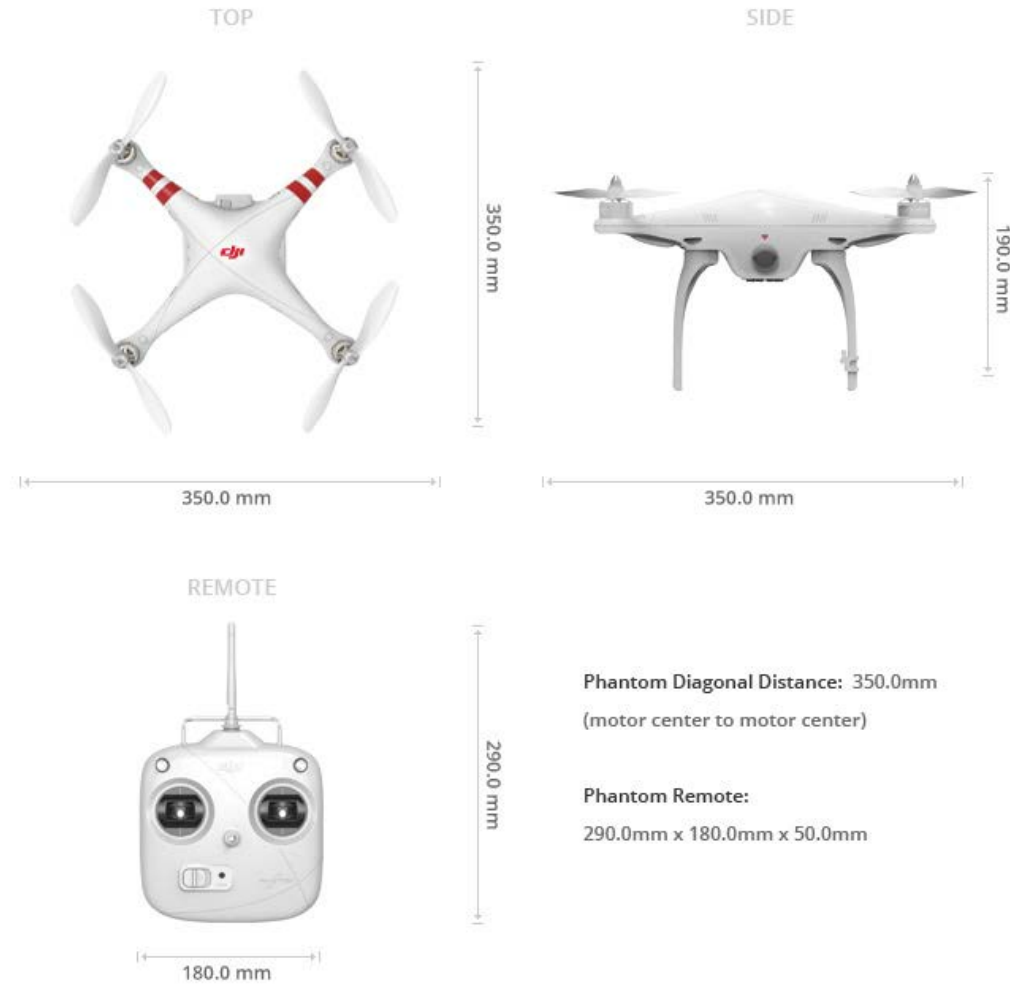 TOP
SIDE
dji
350.0 mm
190.0 mm
350.0 mm
350.0 mm
REMOTE
290.0 mm
180.0 mm
Phantom Diagonal Distance: 350.0mm
(motor center to motor center)
Phantom Remote:
290.0mm x 180.0mm x 50.0mm